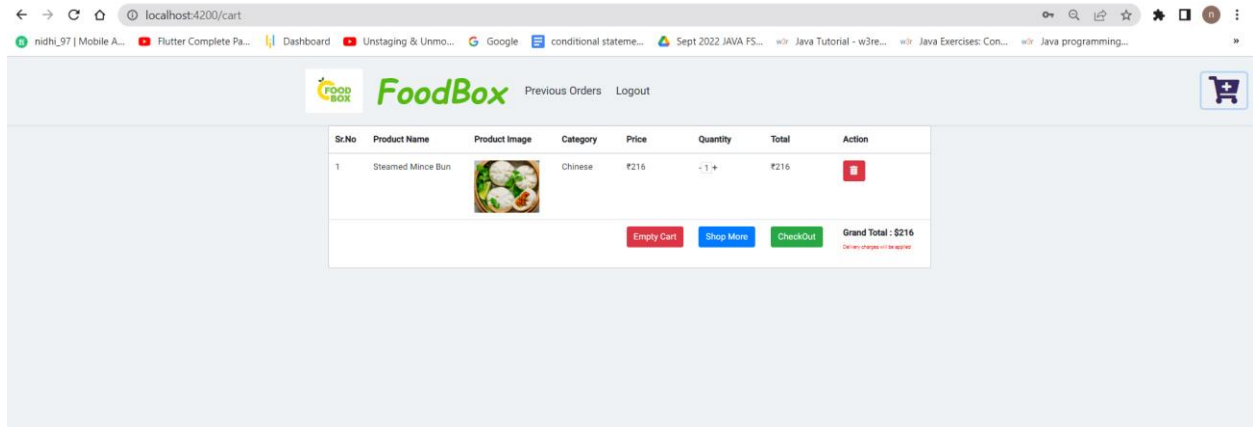 localhost:4200/cart
n
nidhi_97 | Mobile A... Flutter Complete Pa... Dashboard Unstaging & Unmo... G Google conditional stateme... Sept 2022 JAVA FS... w3r Java Tutorial - w3re... w3r Java Exercises: Con... w3r Java programming... »
FOOD
BOX
FoodBox Previous Orders Logout
Sr.No Product Name Product Image Category Price Quantity Total Action
1 Steamed Mince Bun Chinese ₹216 - 1 + ₹216
Empty Cart Shop More CheckOut Grand Total : $216
Delivery charges will be applied